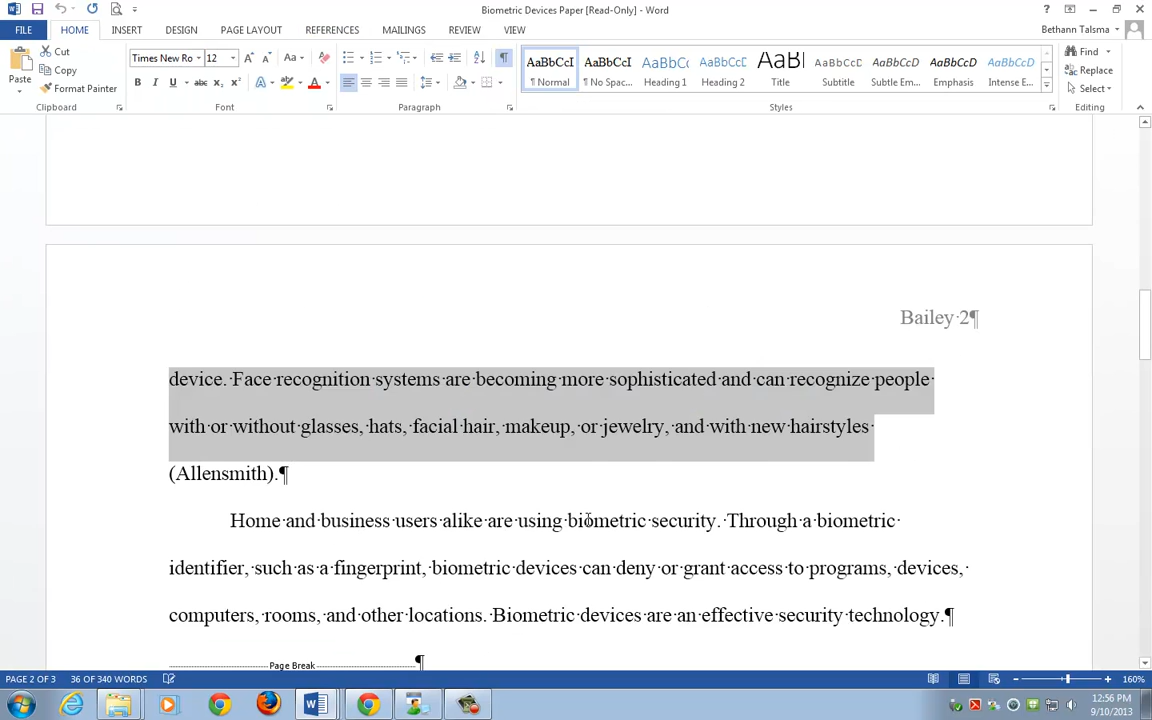 Biometric Devices Paper [Read-Only] - Word
FILE HOME INSERT DESIGN PAGE LAYOUT REFERENCES MAILINGS REVIEW VIEW Bethann Talsma
Paste Cut Copy Format Painter
Times New Ro 12 Aa
B I U abc x₂ x² A A
AaBbCcI ¶ Normal
AaBbCcI ¶ No Spac...
AaBbCc Heading 1
AaBbCcC Heading 2
AaBl Title
AaBbCcC Subtitle
AaBbCcD Subtle Em...
AaBbCcD Emphasis
AaBbCcD Intense E...
Find
Replace
Select
Clipboard Font Paragraph Styles Editing
Bailey·2¶
device.·Face·recognition·systems·are·becoming·more·sophisticated·and·can·recognize·people·
with·or·without·glasses,·hats,·facial·hair,·makeup,·or·jewelry,·and·with·new·hairstyles·
(Allensmith).¶
Home·and·business·users·alike·are·using·biometric·security.·Through·a·biometric·
identifier,·such·as·a·fingerprint,·biometric·devices·can·deny·or·grant·access·to·programs,·devices,·
computers,·rooms,·and·other·locations.·Biometric·devices·are·an·effective·security·technology.¶
Page Break ¶
PAGE 2 OF 3 36 OF 340 WORDS 160%
12:56 PM
9/10/2013